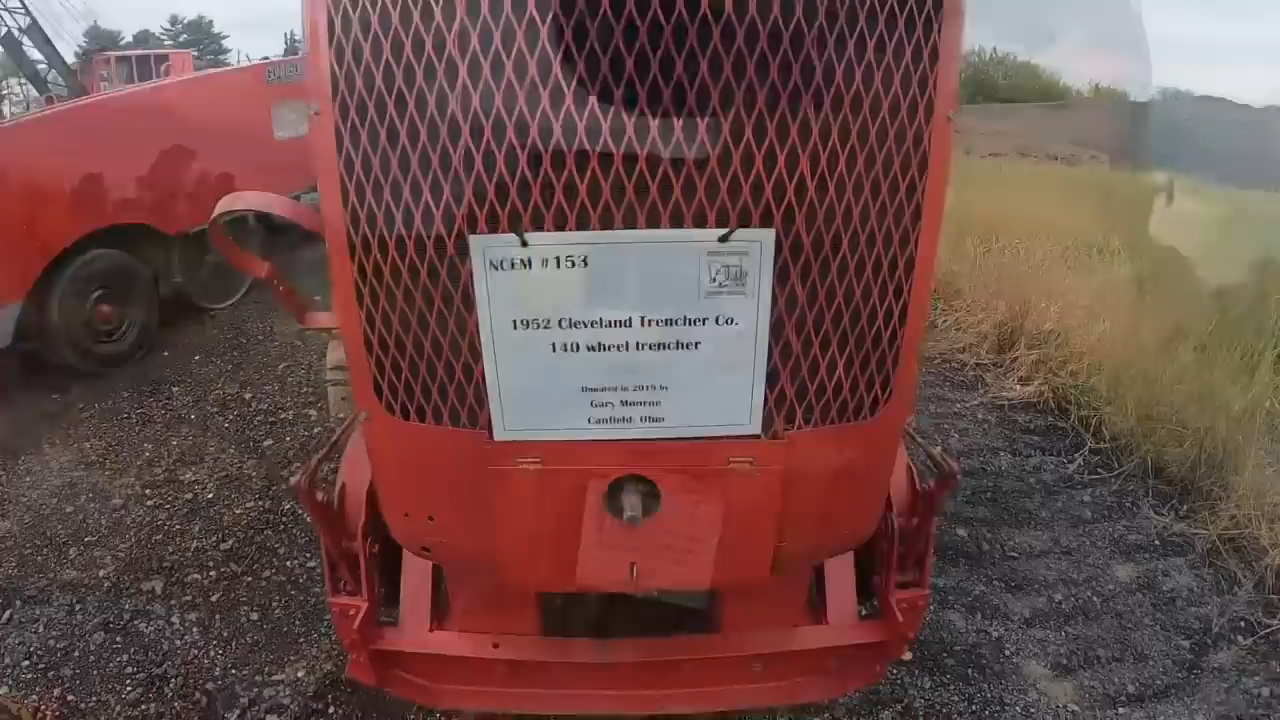 NCEM #153
1952 Cleveland Trencher Co.
140 wheel trencher
Donated in 2019 by
Gary Monroe
Canfield, Ohio